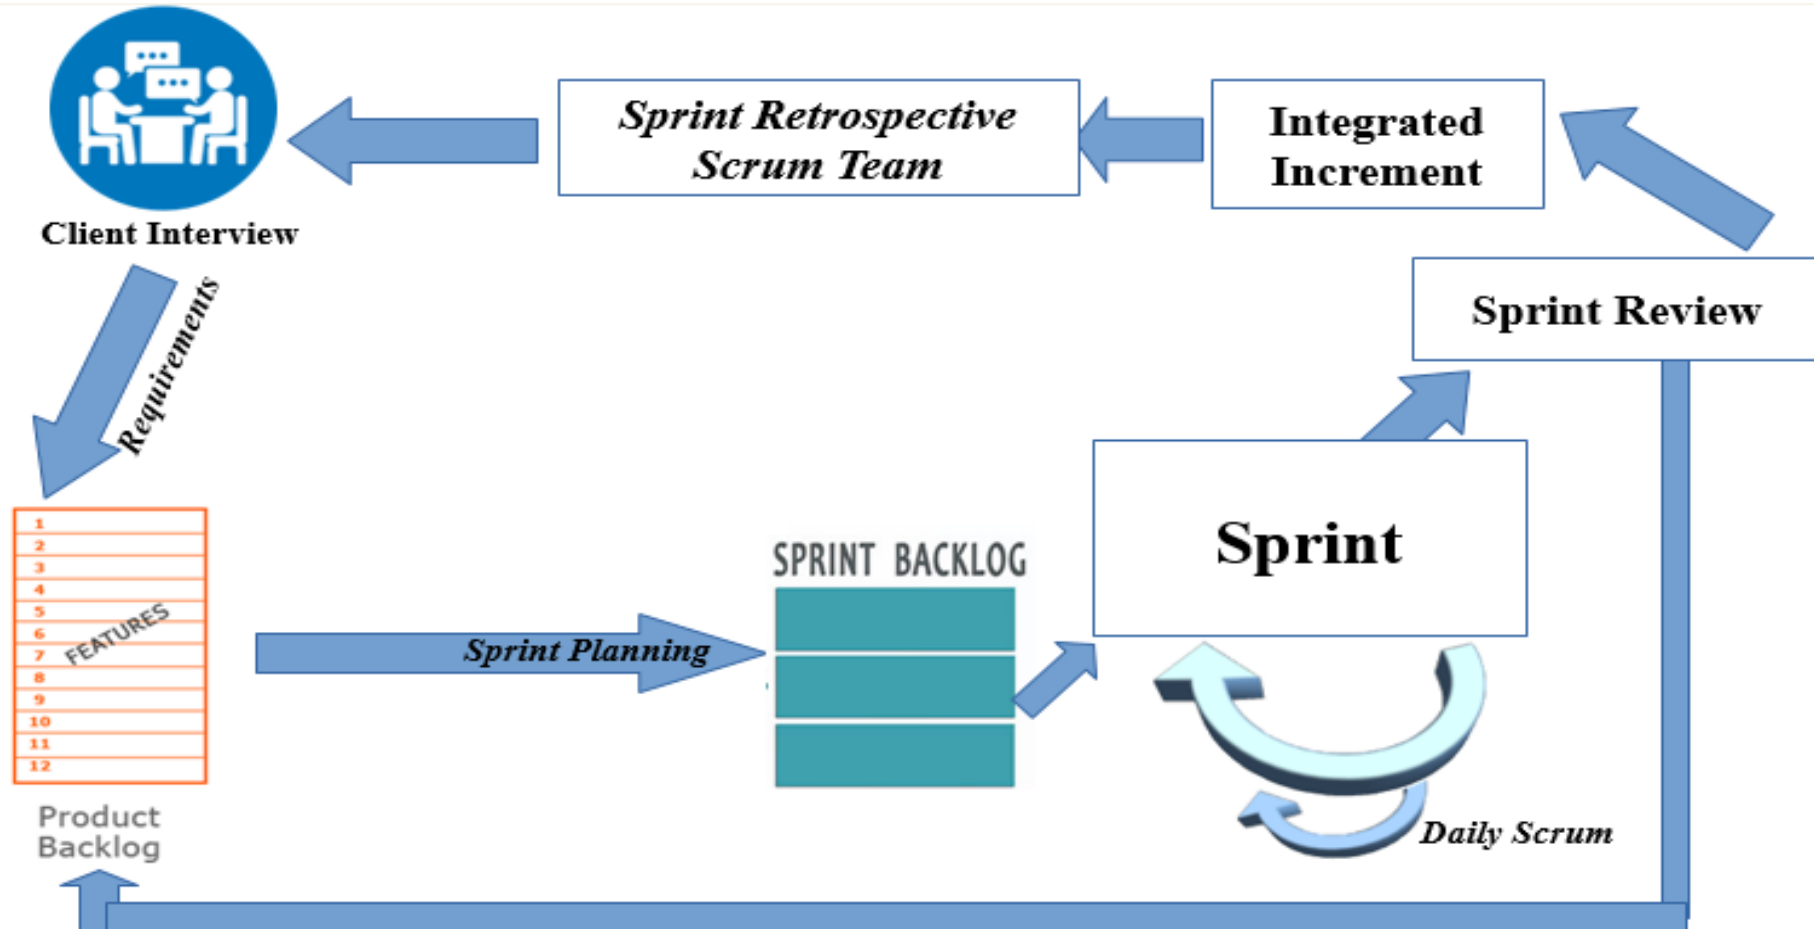 Sprint Retrospective
Scrum Team
Integrated
Increment
Client Interview
Requirements
Sprint Review
1
2
3
4
5
6
7
8
9
10
11
12
FEATURES
Product
Backlog
Sprint Planning
SPRINT BACKLOG
Sprint
Daily Scrum